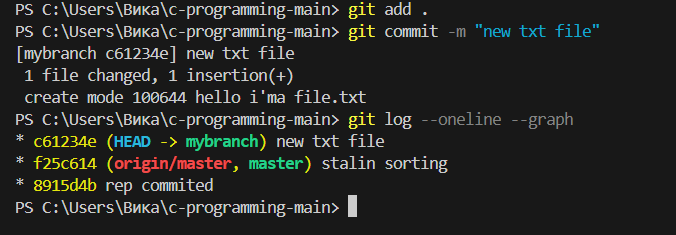 PS C:\Users\Вика\c-programming-main> git add .
PS C:\Users\Вика\c-programming-main> git commit -m "new txt file"
[mybranch c61234e] new txt file
 1 file changed, 1 insertion(+)
 create mode 100644 hello i'ma file.txt
PS C:\Users\Вика\c-programming-main> git log --oneline --graph
* c61234e (HEAD -> mybranch) new txt file
* f25c614 (origin/master, master) stalin sorting
* 8915d4b rep commited
PS C:\Users\Вика\c-programming-main>